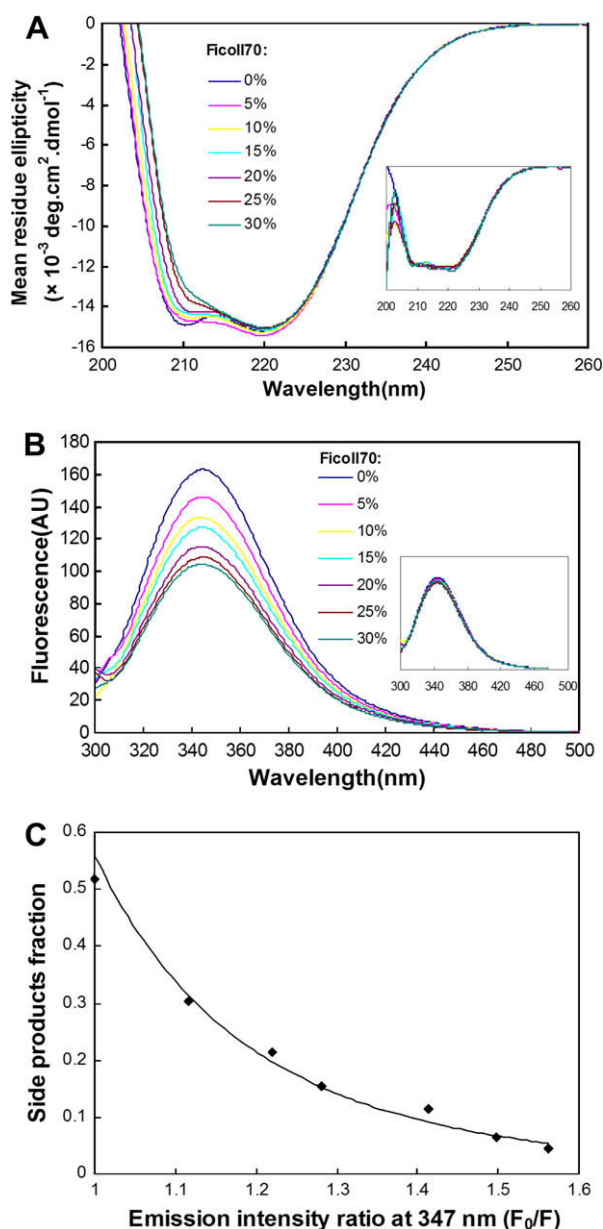 A
Mean residue ellipticity
(× 10⁻³ deg.cm².dmol⁻¹)
0
-2
-4
-6
-8
-10
-12
-14
-16
Ficoll70:
0%
5%
10%
15%
20%
25%
30%
200 210 220 230 240 250 260
200 210 220 230 240 250 260
Wavelength(nm)
B
Fluorescence(AU)
180
160
140
120
100
80
60
40
20
0
Ficoll70:
0%
5%
10%
15%
20%
25%
30%
300 340 380 420 460 500
300 320 340 360 380 400 420 440 460 480 500
Wavelength(nm)
C
Side products fraction
0.6
0.5
0.4
0.3
0.2
0.1
0
1 1.1 1.2 1.3 1.4 1.5 1.6
Emission intensity ratio at 347 nm (F₀/F)